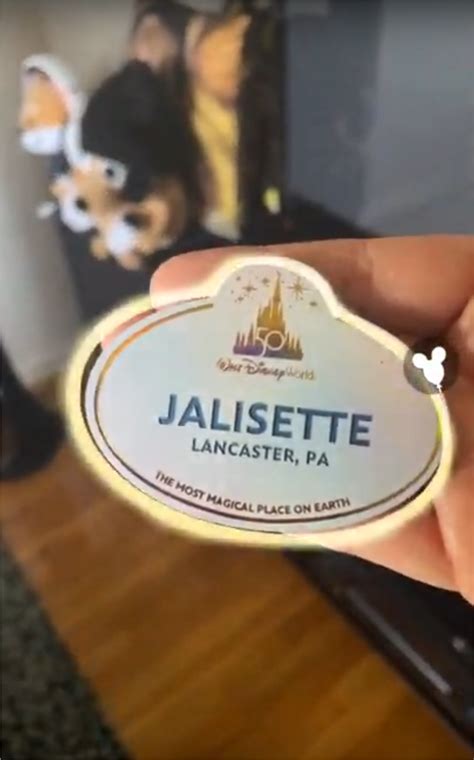 50
Walt Disney World
JALISETTE
LANCASTER, PA
THE MOST MAGICAL PLACE ON EARTH